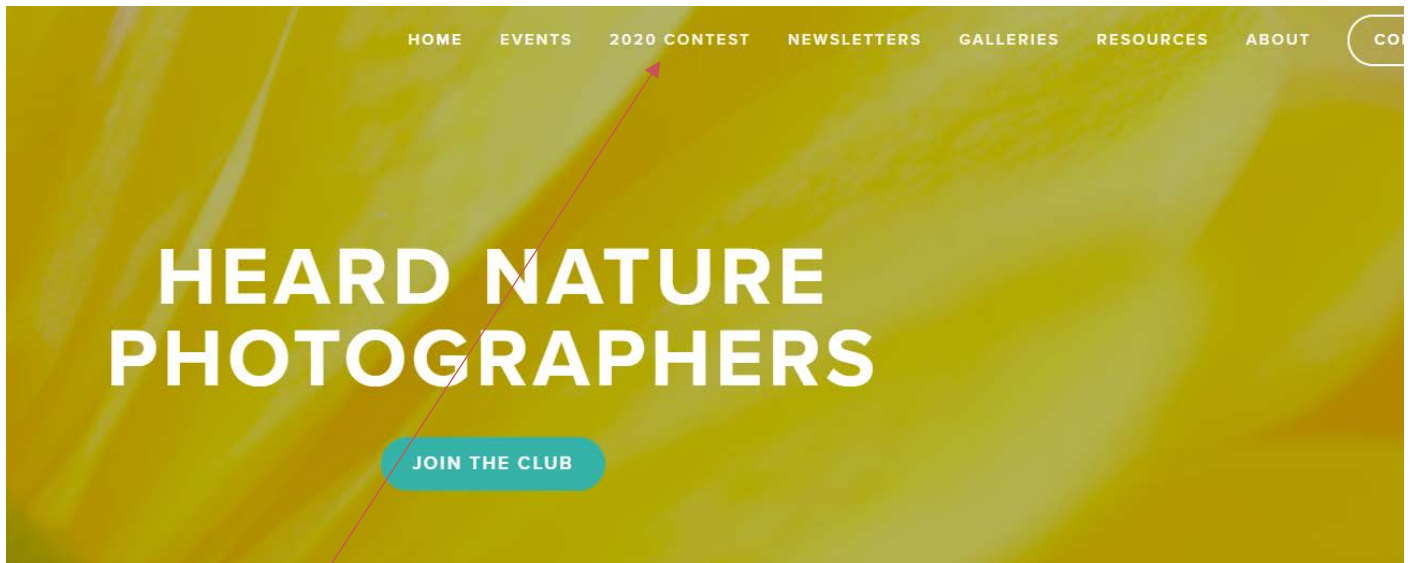 HOME EVENTS 2020 CONTEST NEWSLETTERS GALLERIES RESOURCES ABOUT
HEARD NATURE
PHOTOGRAPHERS
JOIN THE CLUB